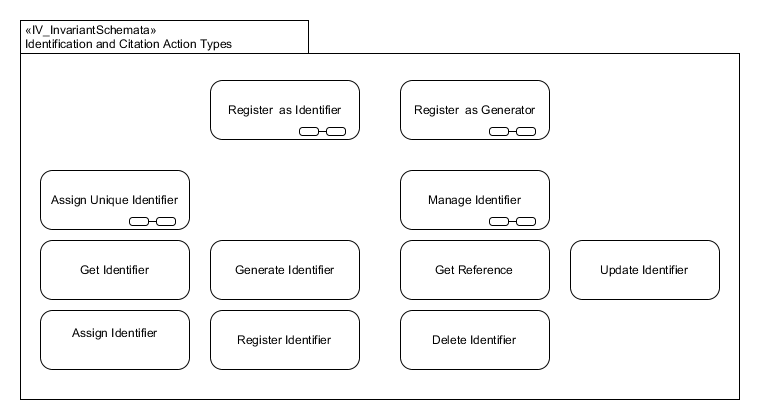 «IV_InvariantSchemata»
Identification and Citation Action Types
Register  as Identifier
Register  as Generator
Assign Unique Identifier
Manage Identifier
Get Identifier
Generate Identifier
Get Reference
Update Identifier
Assign Identifier
Register Identifier
Delete Identifier